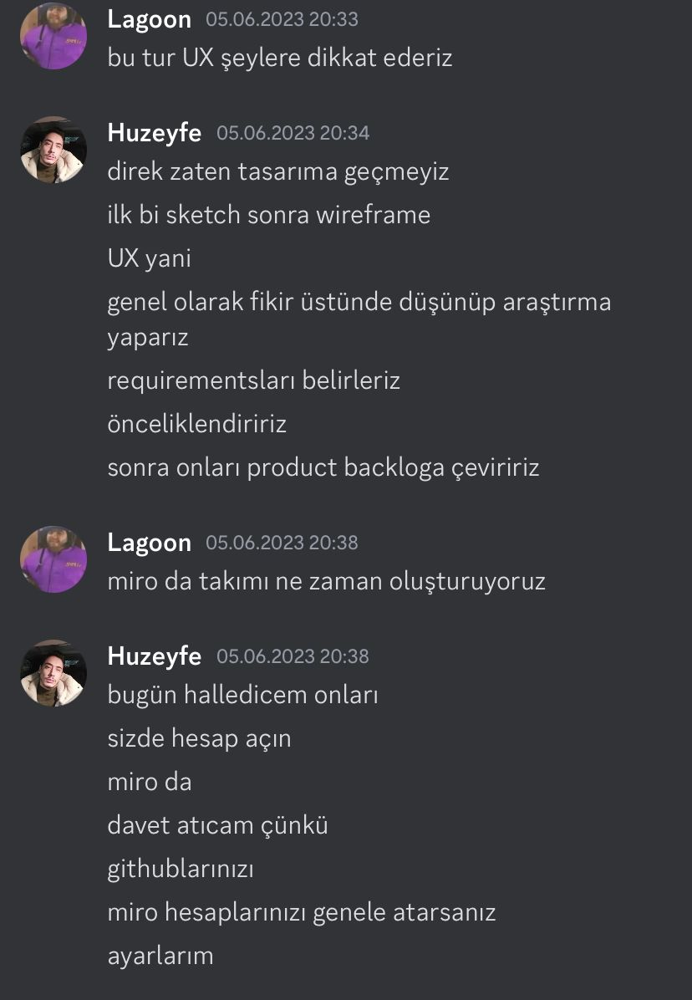 Lagoon 05.06.2023 20:33
bu tur UX şeylere dikkat ederiz
Huzeyfe 05.06.2023 20:34
direk zaten tasarıma geçmeyiz
ilk bi sketch sonra wireframe
UX yani
genel olarak fikir üstünde düşünüp araştırma
yaparız
requirementsları belirleriz
önceliklendiririz
sonra onları product backloga çeviririz
Lagoon 05.06.2023 20:38
miro da takımı ne zaman oluşturuyoruz
Huzeyfe 05.06.2023 20:38
bugün halledicem onları
sizde hesap açın
miro da
davet atıcam çünkü
githublarınızı
miro hesaplarınızı genele atarsanız
ayarlarım